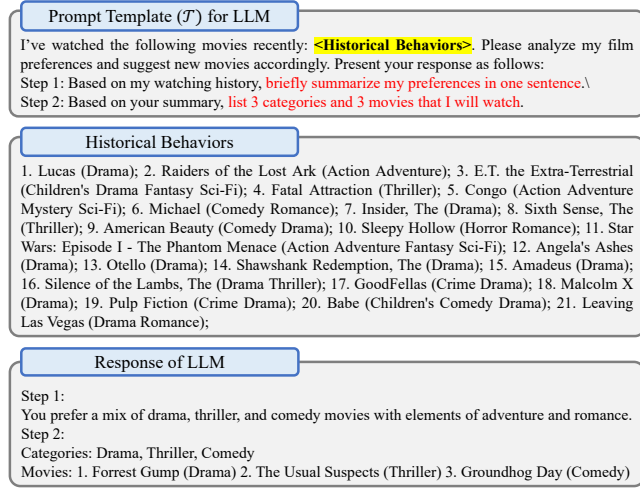 Prompt Template (𝒯) for LLM
I've watched the following movies recently: <Historical Behaviors>. Please analyze my film
preferences and suggest new movies accordingly. Present your response as follows:
Step 1: Based on my watching history, briefly summarize my preferences in one sentence.\
Step 2: Based on your summary, list 3 categories and 3 movies that I will watch.
Historical Behaviors
1. Lucas (Drama); 2. Raiders of the Lost Ark (Action Adventure); 3. E.T. the Extra-Terrestrial
(Children's Drama Fantasy Sci-Fi); 4. Fatal Attraction (Thriller); 5. Congo (Action Adventure
Mystery Sci-Fi); 6. Michael (Comedy Romance); 7. Insider, The (Drama); 8. Sixth Sense, The
(Thriller); 9. American Beauty (Comedy Drama); 10. Sleepy Hollow (Horror Romance); 11. Star
Wars: Episode I - The Phantom Menace (Action Adventure Fantasy Sci-Fi); 12. Angela's Ashes
(Drama); 13. Otello (Drama); 14. Shawshank Redemption, The (Drama); 15. Amadeus (Drama);
16. Silence of the Lambs, The (Drama Thriller); 17. GoodFellas (Crime Drama); 18. Malcolm X
(Drama); 19. Pulp Fiction (Crime Drama); 20. Babe (Children's Comedy Drama); 21. Leaving
Las Vegas (Drama Romance);
Response of LLM
Step 1:
You prefer a mix of drama, thriller, and comedy movies with elements of adventure and romance.
Step 2:
Categories: Drama, Thriller, Comedy
Movies: 1. Forrest Gump (Drama) 2. The Usual Suspects (Thriller) 3. Groundhog Day (Comedy)